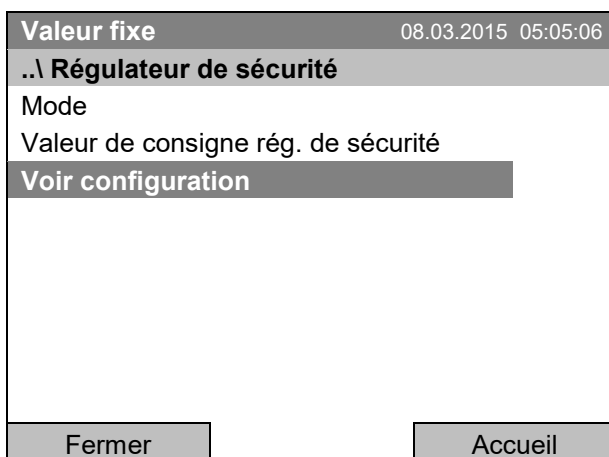 Valeur fixe 08.03.2015 05:05:06
..\ Régulateur de sécurité
Mode
Valeur de consigne rég. de sécurité
Voir configuration
Fermer Accueil